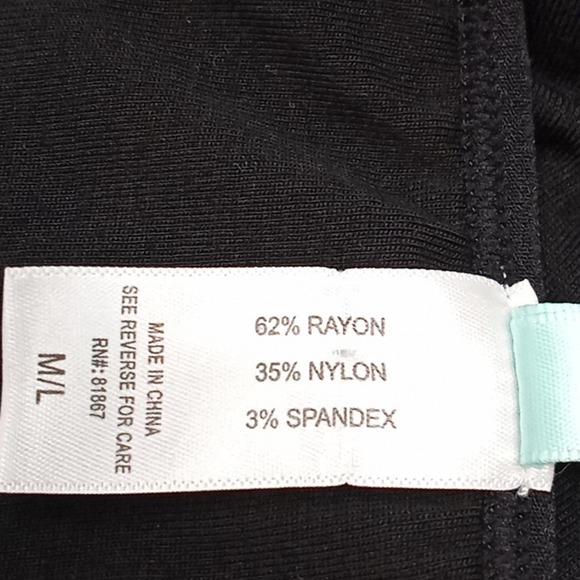 62% RAYON
35% NYLON
3% SPANDEX
MADE IN CHINA
SEE REVERSE FOR CARE
RN#: 81867
M/L